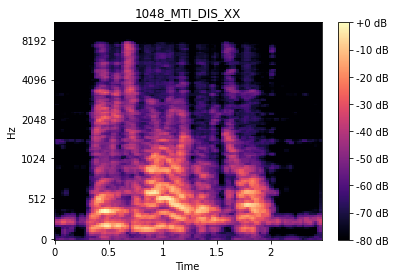 1048_MTI_DIS_XX
+0 dB
8192
-10 dB
4096
-20 dB
-30 dB
2048
Hz
-40 dB
1024
-50 dB
-60 dB
512
-70 dB
0
-80 dB
0
0.5
1
1.5
2
Time